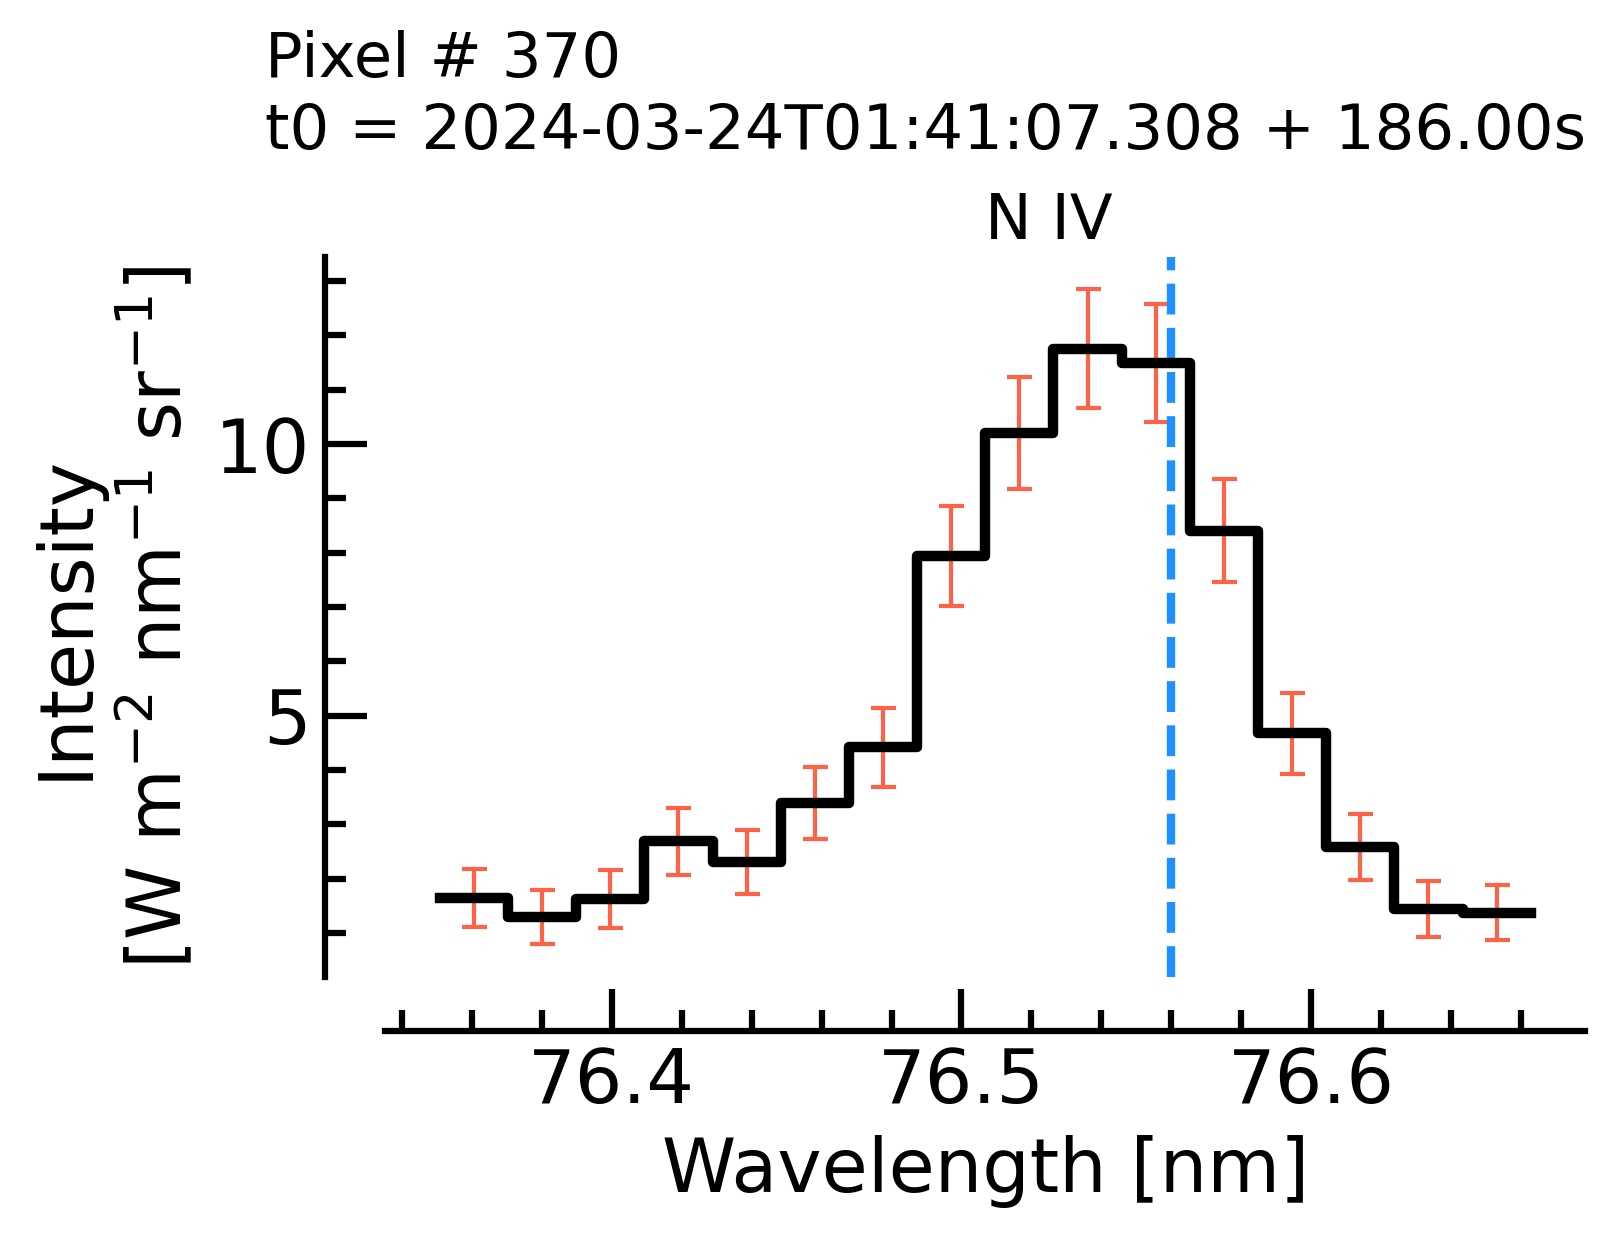 Pixel # 370
t0 = 2024-03-24T01:41:07.308 + 186.00s
N IV
Intensity
[W m⁻² nm⁻¹ sr⁻¹]
10
5
76.4 76.5 76.6
Wavelength [nm]